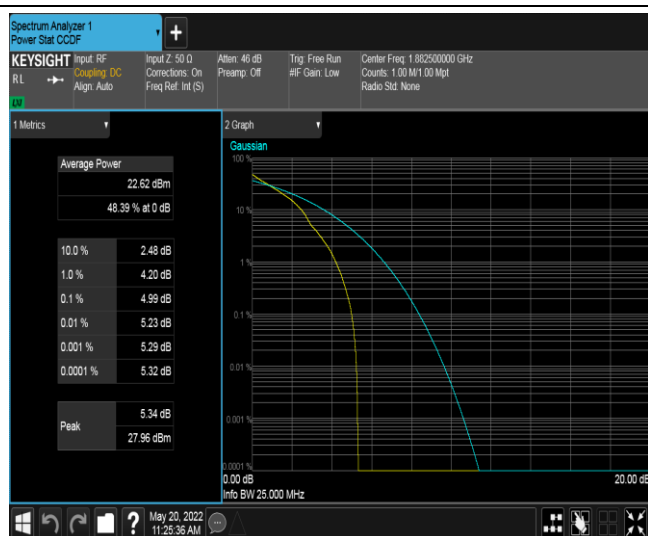 Spectrum Analyzer 1
Power Stat CCDF
+
KEYSIGHT
RL
LM
Input: RF
Coupling: DC
Align: Auto
Input Z: 50 Ω
Corrections: On
Freq Ref: Int (S)
Atten: 46 dB
Preamp: Off
Trig: Free Run
#IF Gain: Low
Center Freq: 1.882500000 GHz
Counts: 1.00 M/1.00 Mpt
Radio Std: None
1 Metrics
Average Power
22.62 dBm
48.39 % at 0 dB
10.0 % 2.48 dB
1.0 % 4.20 dB
0.1 % 4.99 dB
0.01 % 5.23 dB
0.001 % 5.29 dB
0.0001 % 5.32 dB
Peak
5.34 dB
27.96 dBm
2 Graph
Gaussian
100 %
10 %
1 %
0.1 %
0.01 %
0.001 %
0.0001 %
0.00 dB 20.00 dB
Info BW 25.000 MHz
?
May 20, 2022
11:25:36 AM